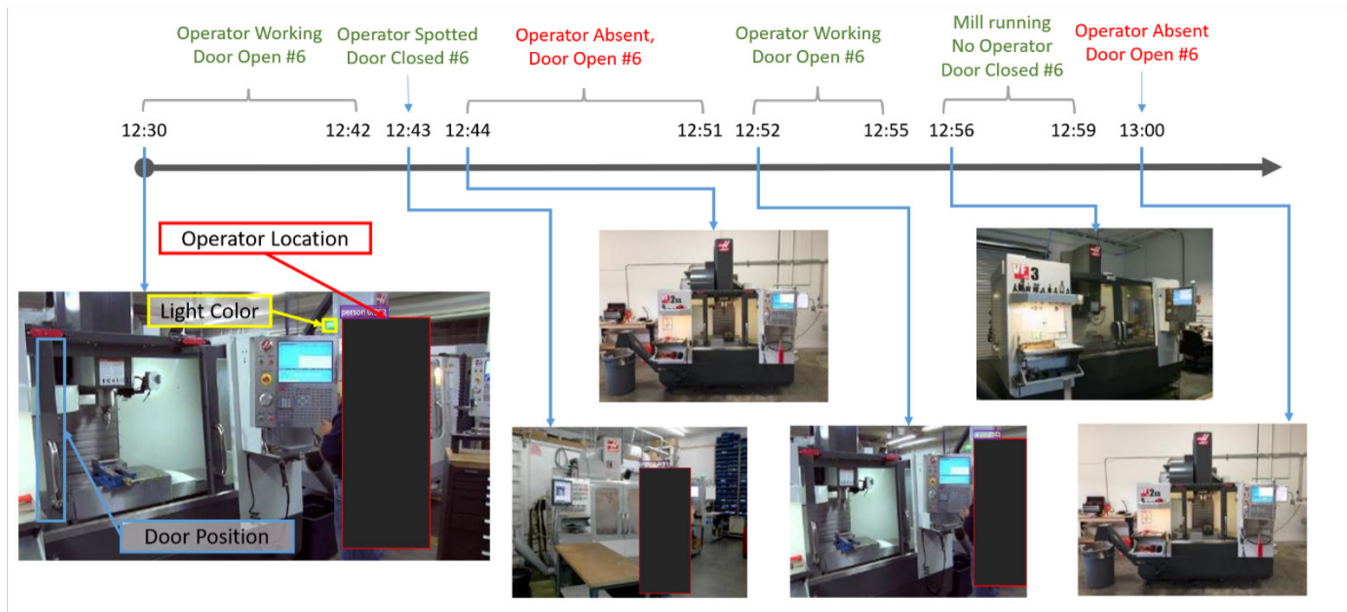 Operator Working
Door Open #6
Operator Spotted
Door Closed #6
Operator Absent,
Door Open #6
Operator Working
Door Open #6
Mill running
No Operator
Door Closed #6
Operator Absent
Door Open #6
12:30
12:42
12:43
12:44
12:51
12:52
12:55
12:56
12:59
13:00
Operator Location
Light Color
Door Position
VF3